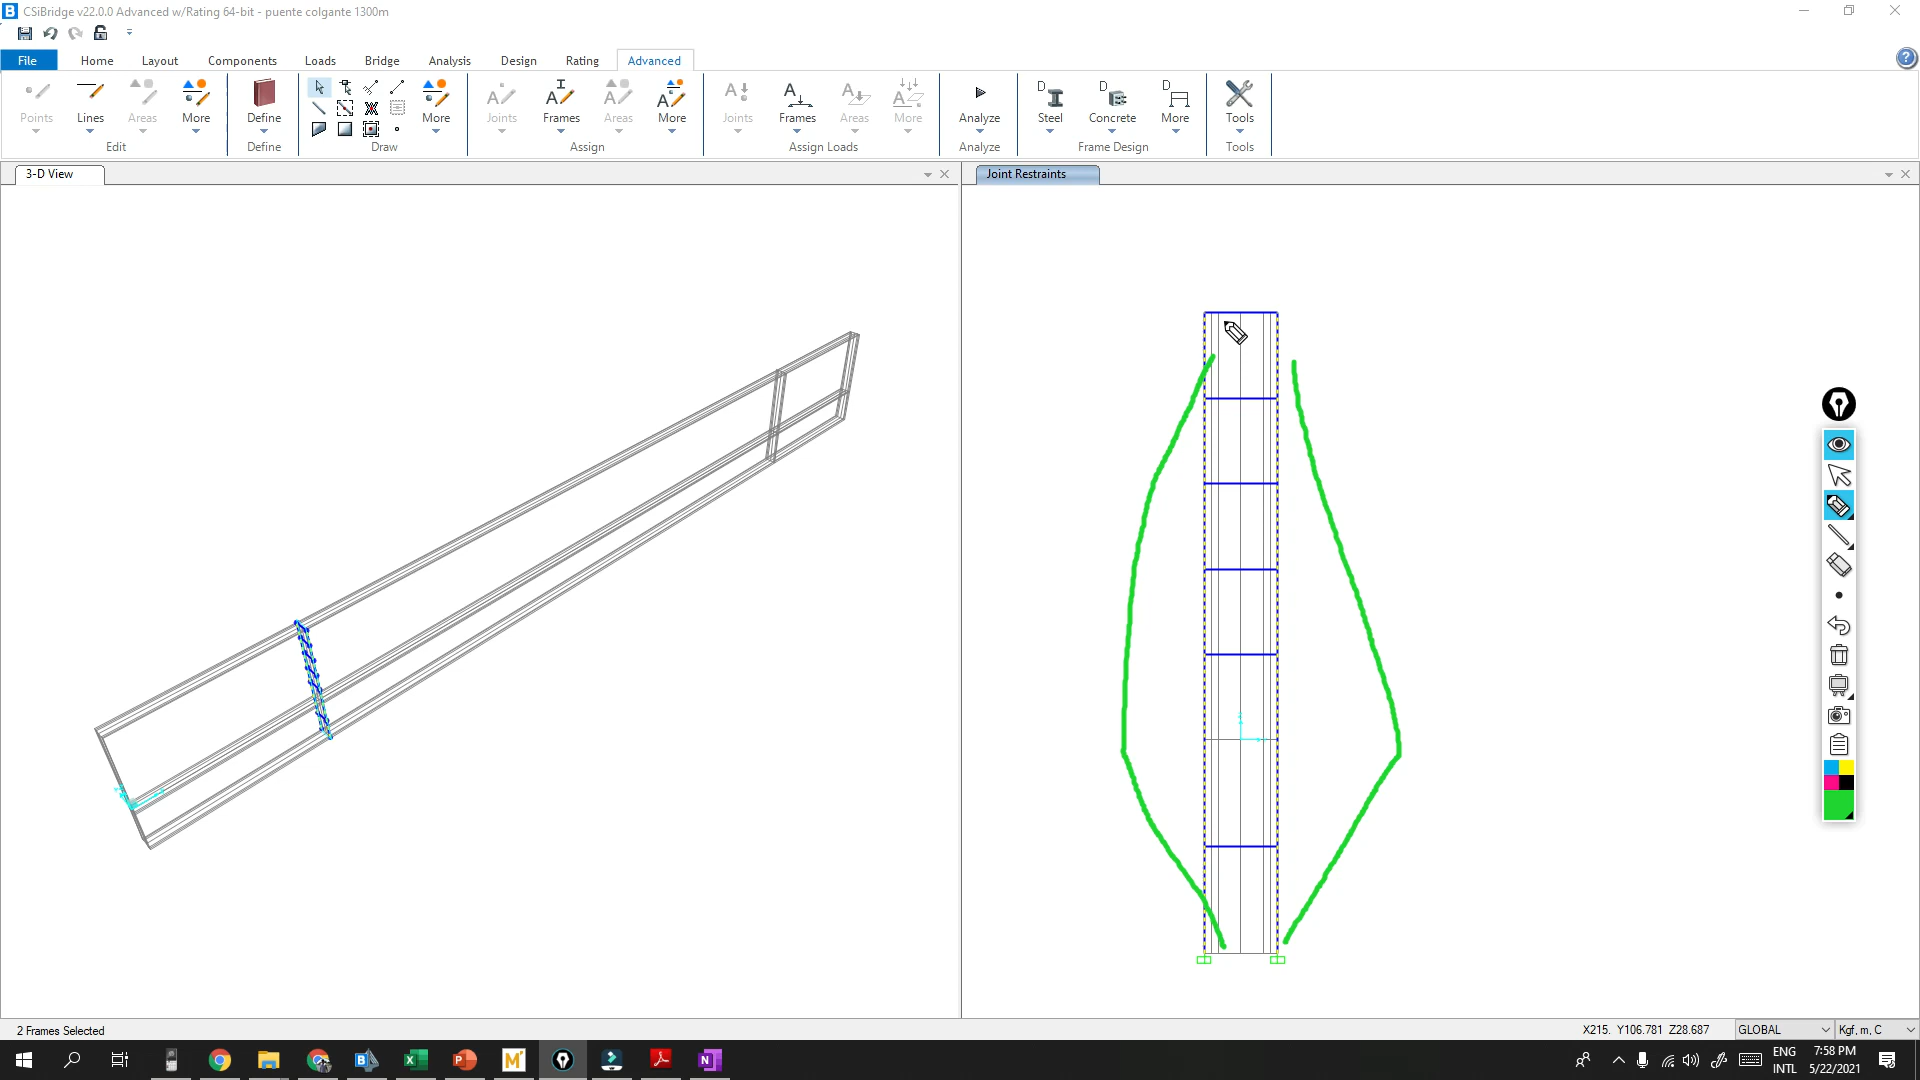 CSiBridge v22.0.0 Advanced w/Rating 64-bit - puente colgante 1300m
File Home Layout Components Loads Bridge Analysis Design Rating Advanced
Points Lines Areas More Define More Joints Frames Areas More Joints Frames Areas More Analyze Steel Concrete More Tools
Edit Define Draw Assign Assign Loads Analyze Frame Design Tools
3-D View Joint Restraints
2 Frames Selected X215. Y106.781 Z28.687 GLOBAL Kgf, m, C
ENG 7:58 PM
INTL 5/22/2021